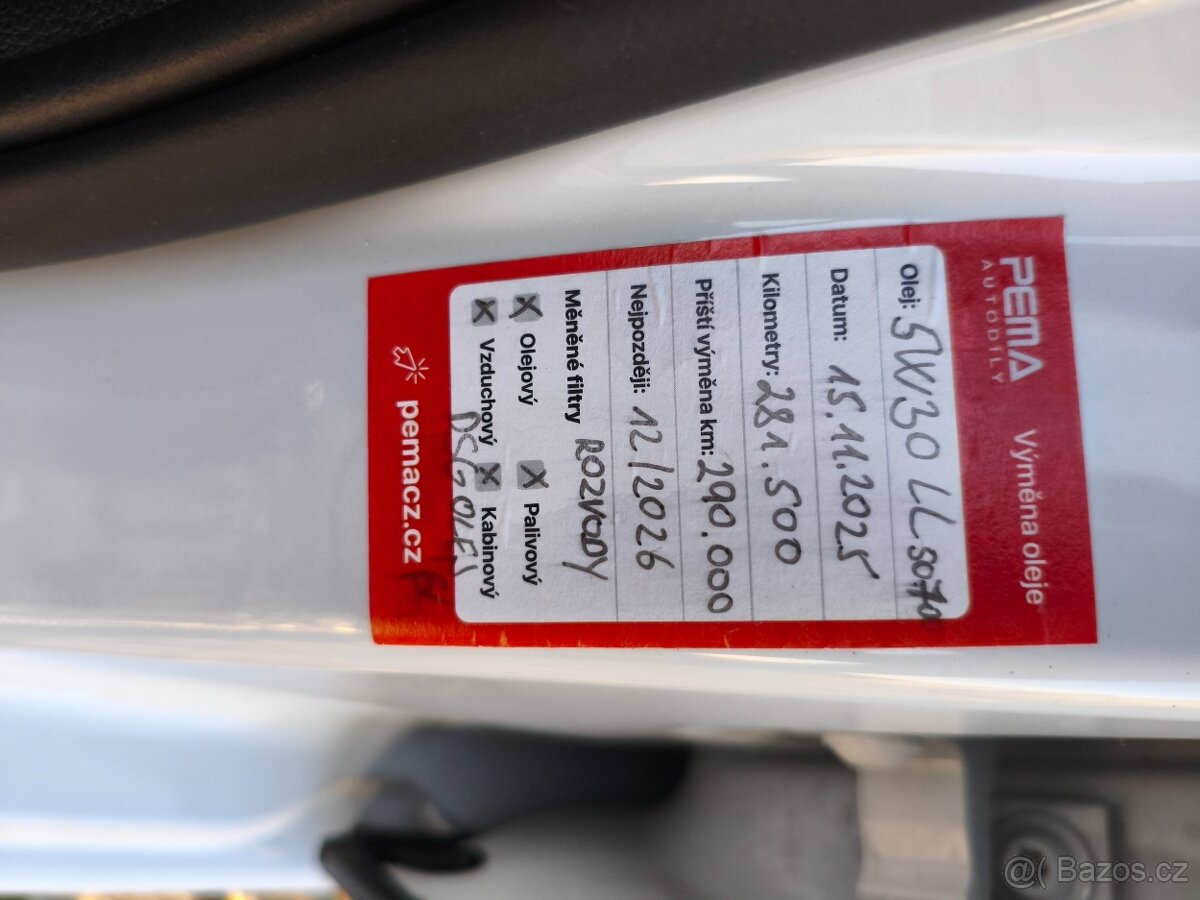 PEMA
AUTODÍLY
Výměna oleje
Olej: 5W30 LL
Datum: 15.11.2025
Kilometry: 281.500
Příští výměna km: 290.000
Nejpozději: 12/2026
Měněné filtry ROZVODY
X Olejový X Palivový
X Vzduchový X Kabinový
DSG OLEJ
pemacz.cz
@( Bazos.cz